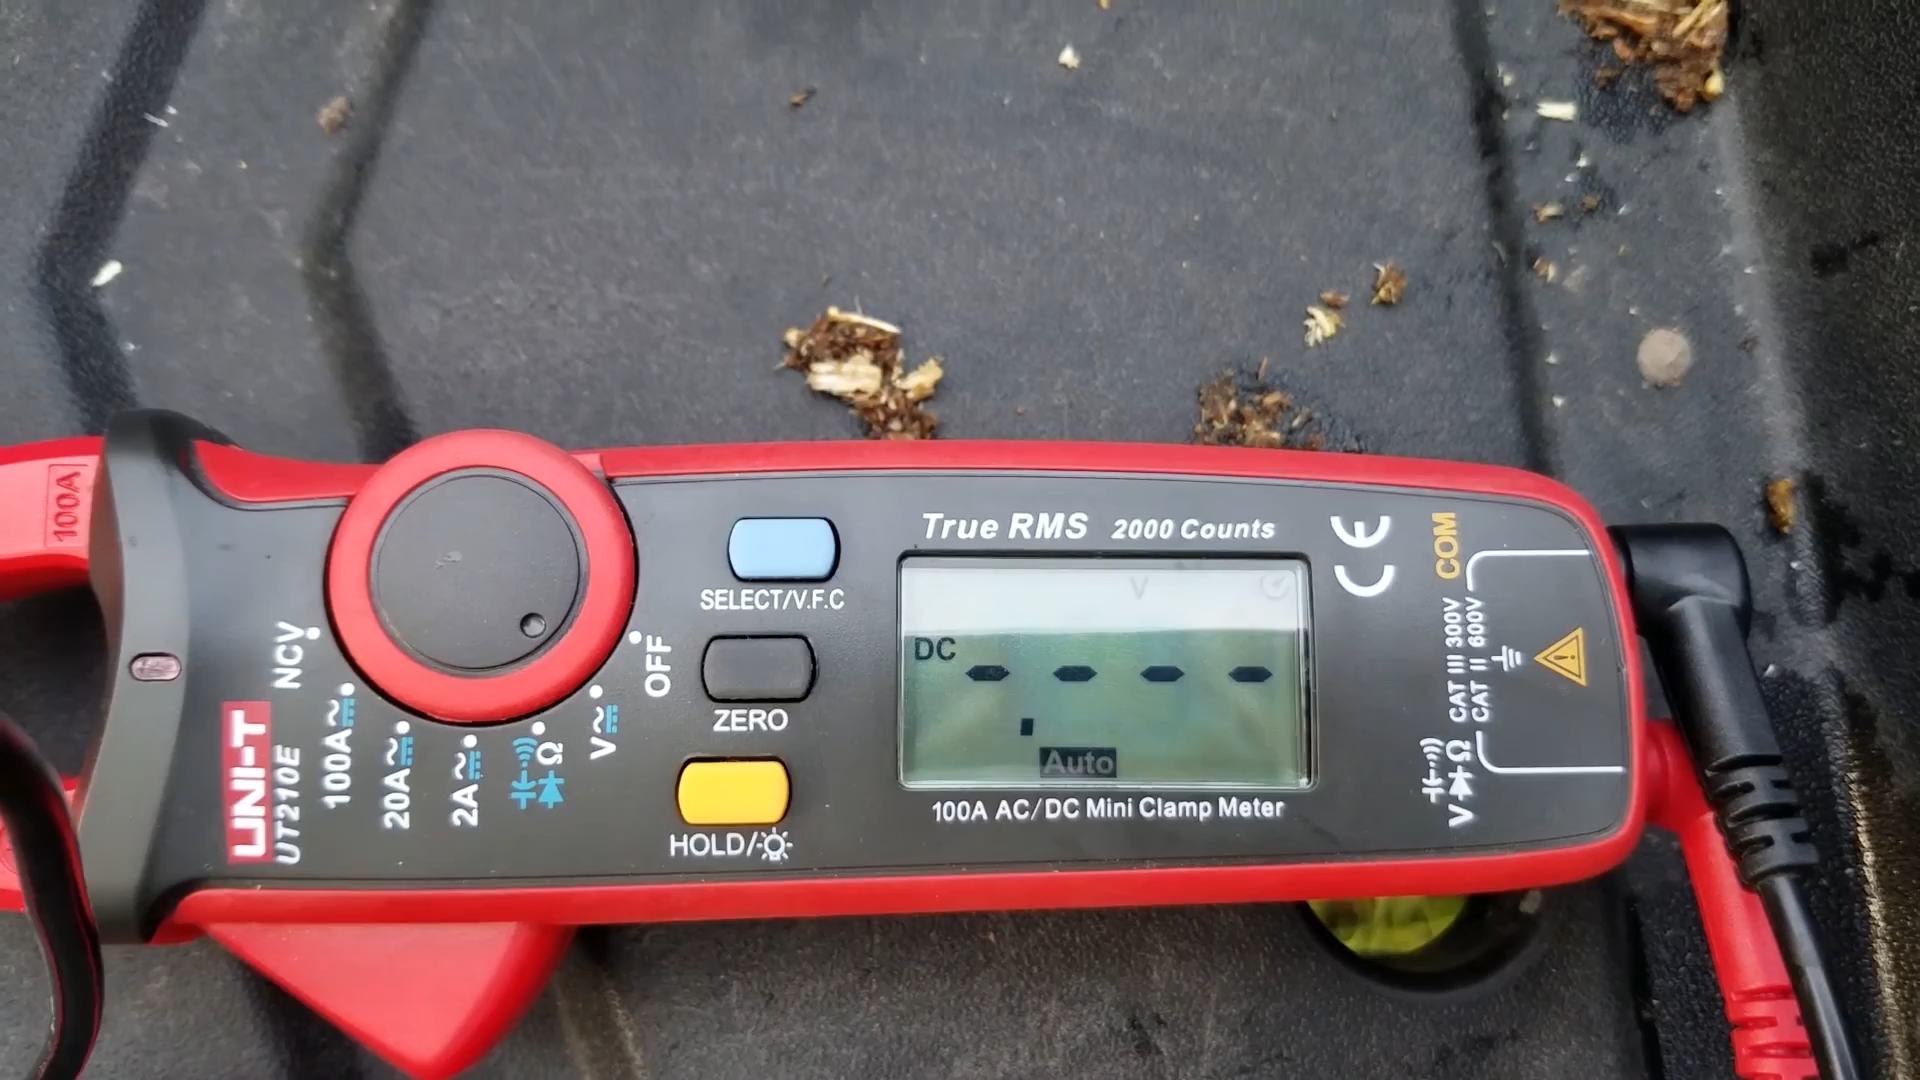 100A
UNI-T
UT210E
NCV
100A
20A
2A
Ω
V
OFF
SELECT/V.F.C
ZERO
HOLD/
True RMS 2000 Counts
V
DC
- - - -
Auto
100A AC/DC Mini Clamp Meter
CE
COM
CAT III 300V
CAT II 600V
V Ω